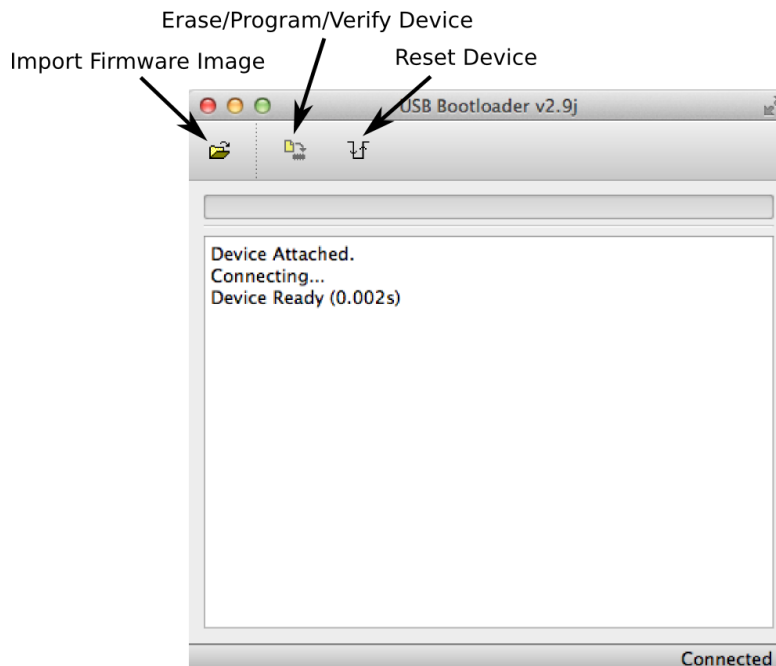 Erase/Program/Verify Device
Import Firmware Image
Reset Device
USB Bootloader v2.9j
Device Attached.
Connecting...
Device Ready (0.002s)
Connected